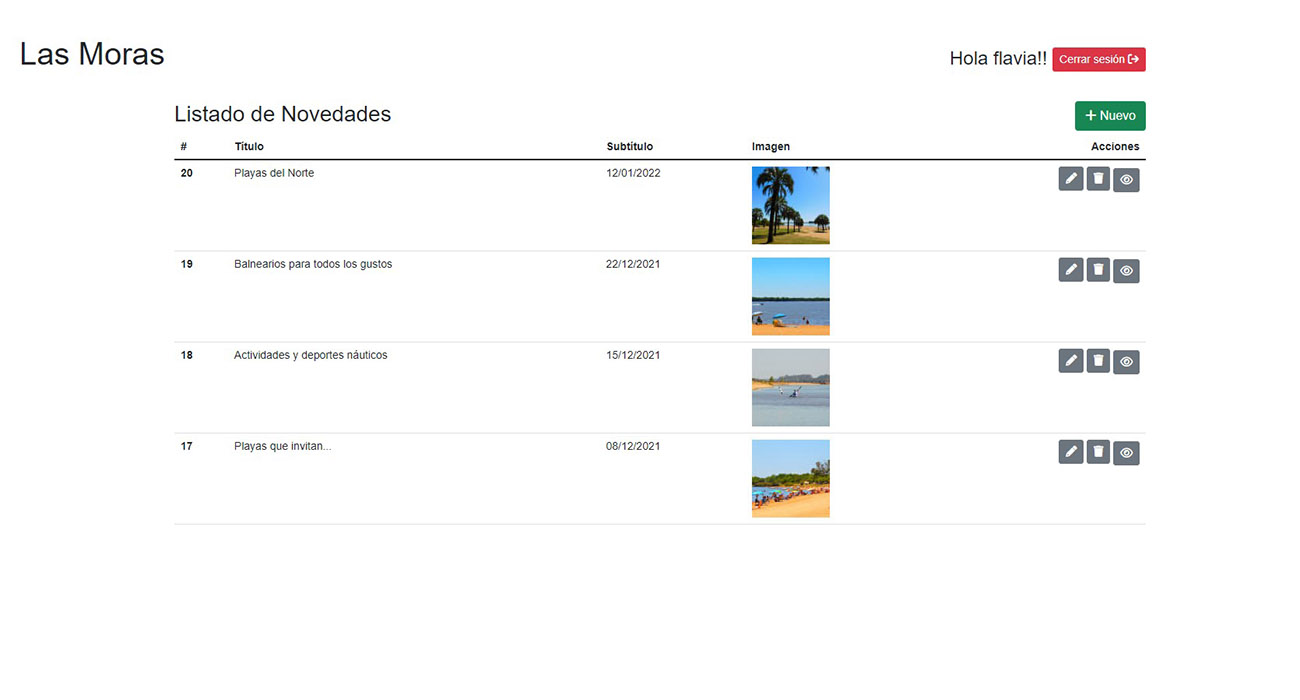 Las Moras
Hola flavia!! Cerrar sesión
Listado de Novedades
+ Nuevo
# Título Subtítulo Imagen Acciones
20 Playas del Norte 12/01/2022
19 Balnearios para todos los gustos 22/12/2021
18 Actividades y deportes náuticos 15/12/2021
17 Playas que invitan... 08/12/2021